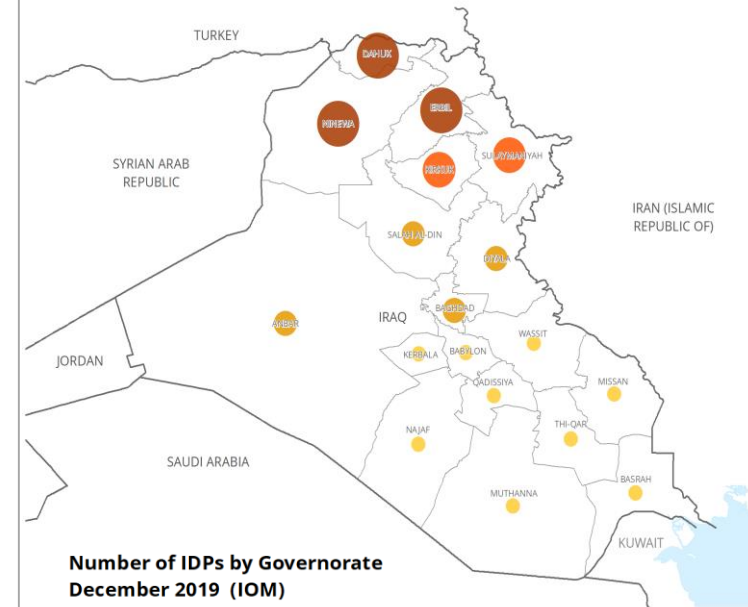 TURKEY
DAHUK
ERBIL
NINEWA
SULAYMANIYAH
SYRIAN ARAB
REPUBLIC
KIRKUK
IRAN (ISLAMIC
REPUBLIC OF)
SALAH AL-DIN
DIYALA
BAGHDAD
IRAQ
ANBAR
WASSIT
KERBALA
BABYLON
JORDAN
QADISSIYA
MISSAN
THI-QAR
NAJAF
SAUDI ARABIA
BASRAH
MUTHANNA
KUWAIT
Number of IDPs by Governorate
December 2019 (IOM)